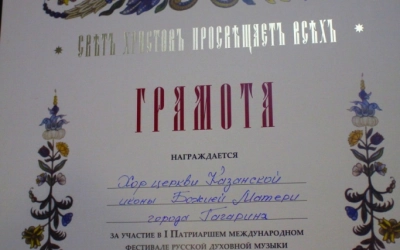 СВѢТЪ ХРИСТОВЪ ПРОСВѢЩАЕТЪ ВСѢХЪ
ГРАМОТА
НАГРАЖДАЕТСЯ
Хор церкви Казанской
иконы Божией Матери
города Гагарина
ЗА УЧАСТИЕ В I ПАТРИАРШЕМ МЕЖДУНАРОДНОМ
ФЕСТИВАЛЕ РУССКОЙ ДУХОВНОЙ МУЗЫКИ